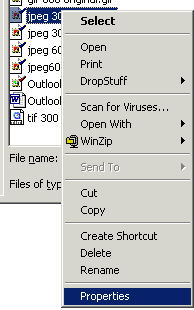 gif 300 original.gif
jpeg 30
jpeg 30
jpeg 60
jpeg60
Outlool
Outlool
tif 300
File name:
Files of typ
Select
Open
Print
DropStuff
Scan for Viruses...
Open With
WinZip
Send To
Cut
Copy
Create Shortcut
Delete
Rename
Properties